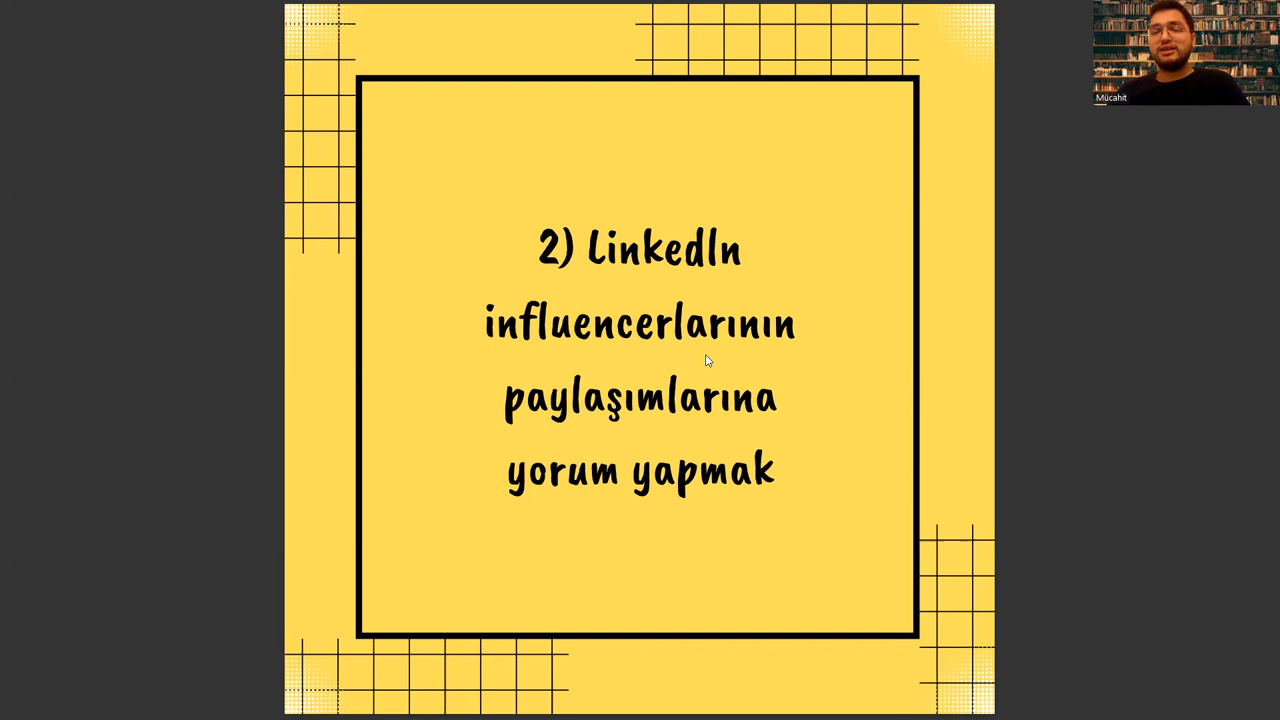 2) LinkedIn
influencerlarının
paylaşımlarına
yorum yapmak
Mücahit